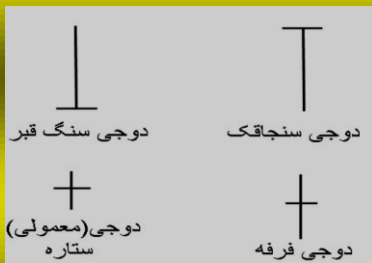 دوجی سنجاقک
دوجی سنگ قبر
دوجی فرفه
دوجی(معمولی)
ستاره